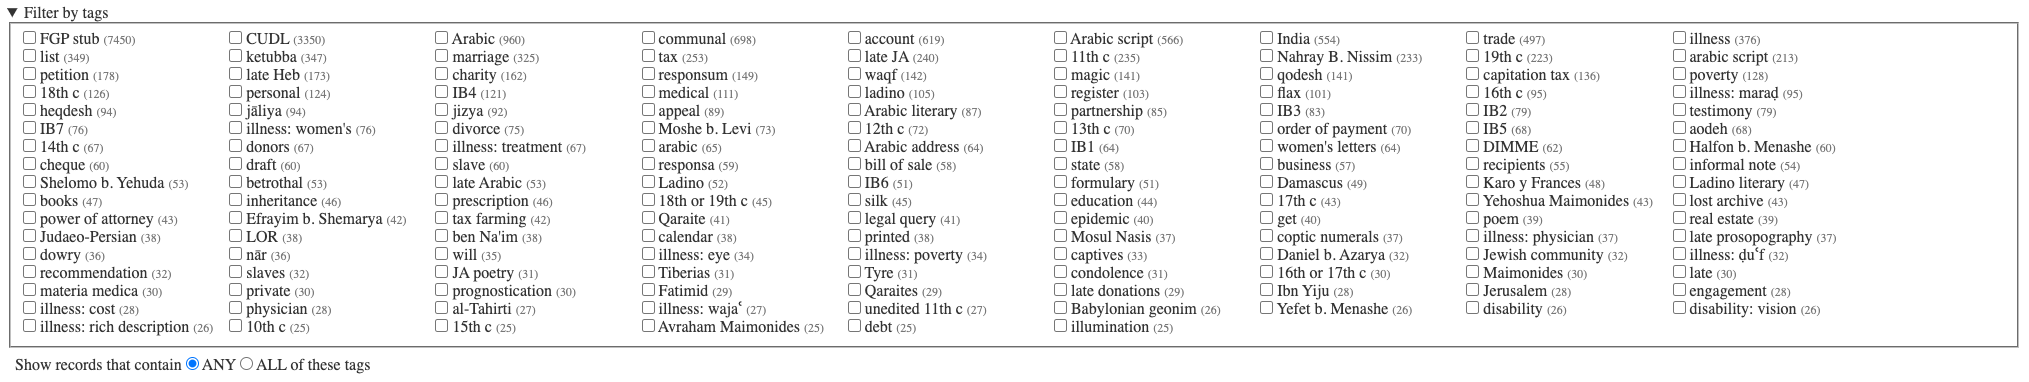 ▼ Filter by tags
FGP stub (7450) CUDL (3350) Arabic (960) communal (698) account (619) Arabic script (566) India (554) trade (497) illness (376)
list (349) ketubba (347) marriage (325) tax (253) late JA (240) 11th c (235) Nahray B. Nissim (233) 19th c (223) arabic script (213)
petition (178) late Heb (173) charity (162) responsum (149) waqf (142) magic (141) qodesh (141) capitation tax (136) poverty (128)
18th c (126) personal (124) IB4 (121) medical (111) ladino (105) register (103) flax (101) 16th c (95) illness: maraḍ (95)
heqdesh (94) jāliya (94) jizya (92) appeal (89) Arabic literary (87) partnership (85) IB3 (83) IB2 (79) testimony (79)
IB7 (76) illness: women's (76) divorce (75) Moshe b. Levi (73) 12th c (72) 13th c (70) order of payment (70) IB5 (68) aodeh (68)
14th c (67) donors (67) illness: treatment (67) arabic (65) Arabic address (64) IB1 (64) women's letters (64) DIMME (62) Halfon b. Menashe (60)
cheque (60) draft (60) slave (60) responsa (59) bill of sale (58) state (58) business (57) recipients (55) informal note (54)
Shelomo b. Yehuda (53) betrothal (53) late Arabic (53) Ladino (52) IB6 (51) formulary (51) Damascus (49) Karo y Frances (48) Ladino literary (47)
books (47) inheritance (46) prescription (46) 18th or 19th c (45) silk (45) education (44) 17th c (43) Yehoshua Maimonides (43) lost archive (43)
power of attorney (43) Efrayim b. Shemarya (42) tax farming (42) Qaraite (41) legal query (41) epidemic (40) get (40) poem (39) real estate (39)
Judaeo-Persian (38) LOR (38) ben Na'im (38) calendar (38) printed (38) Mosul Nasis (37) coptic numerals (37) illness: physician (37) late prosopography (37)
dowry (36) nār (36) will (35) illness: eye (34) illness: poverty (34) captives (33) Daniel b. Azarya (32) Jewish community (32) illness: ḍuʿf (32)
recommendation (32) slaves (32) JA poetry (31) Tiberias (31) Tyre (31) condolence (31) 16th or 17th c (30) Maimonides (30) late (30)
materia medica (30) private (30) prognostication (30) Fatimid (29) Qaraites (29) late donations (29) Ibn Yiju (28) Jerusalem (28) engagement (28)
illness: cost (28) physician (28) al-Tahirti (27) illness: wajaʿ (27) unedited 11th c (27) Babylonian geonim (26) Yefet b. Menashe (26) disability (26) disability: vision (26)
illness: rich description (26) 10th c (25) 15th c (25) Avraham Maimonides (25) debt (25) illumination (25)
Show records that contain ANY ALL of these tags